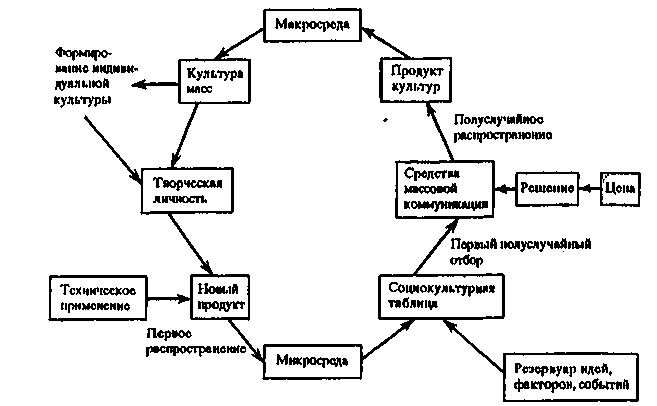 Макросреда
Формиро-
вание индиви-
дуальной
культуры
Культура
масс
Продукт
культур
Полуслучайное
распространение
Творческая
личность
Средства
массовой
коммуникации
Решение
Цена
Первый полуслучайный
отбор
Техническое
применение
Новый
продукт
Социокультурная
таблица
Первое
распространение
Микросреда
Резервуар идей,
факторов, событий